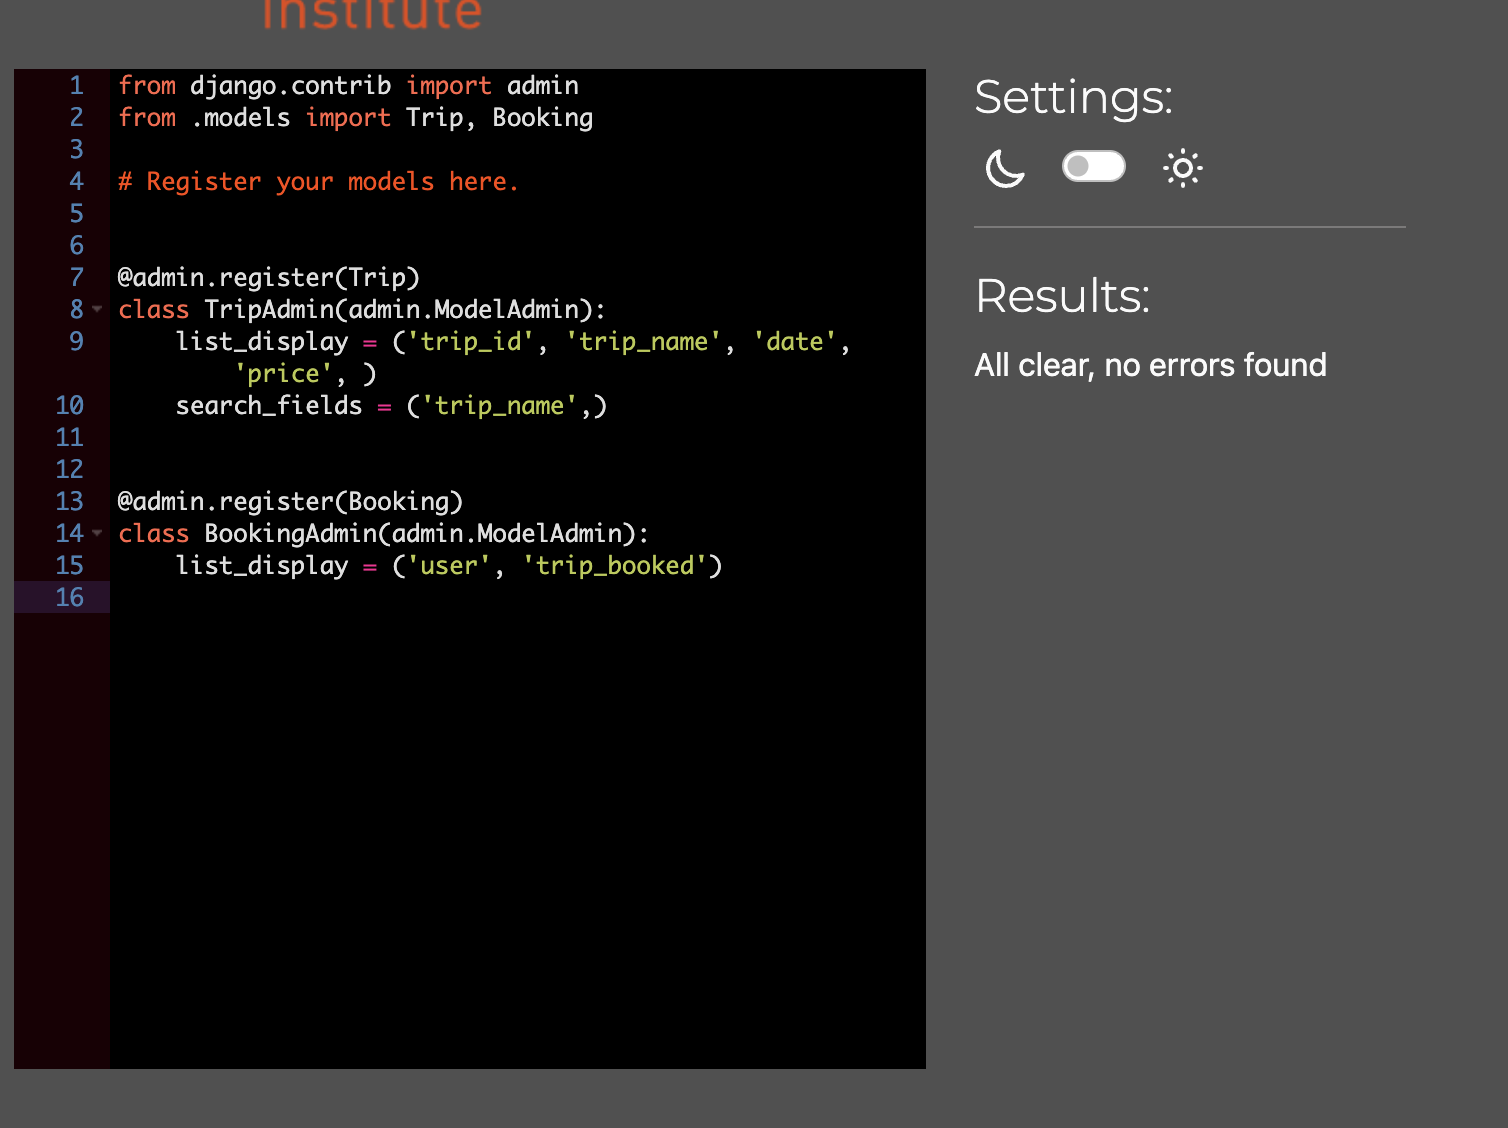 institute
1 from django.contrib import admin
2 from .models import Trip, Booking
3
4 # Register your models here.
5
6
7 @admin.register(Trip)
8 class TripAdmin(admin.ModelAdmin):
9     list_display = ('trip_id', 'trip_name', 'date',
        'price', )
10     search_fields = ('trip_name',)
11
12
13 @admin.register(Booking)
14 class BookingAdmin(admin.ModelAdmin):
15     list_display = ('user', 'trip_booked')
16
Settings:
Results:
All clear, no errors found